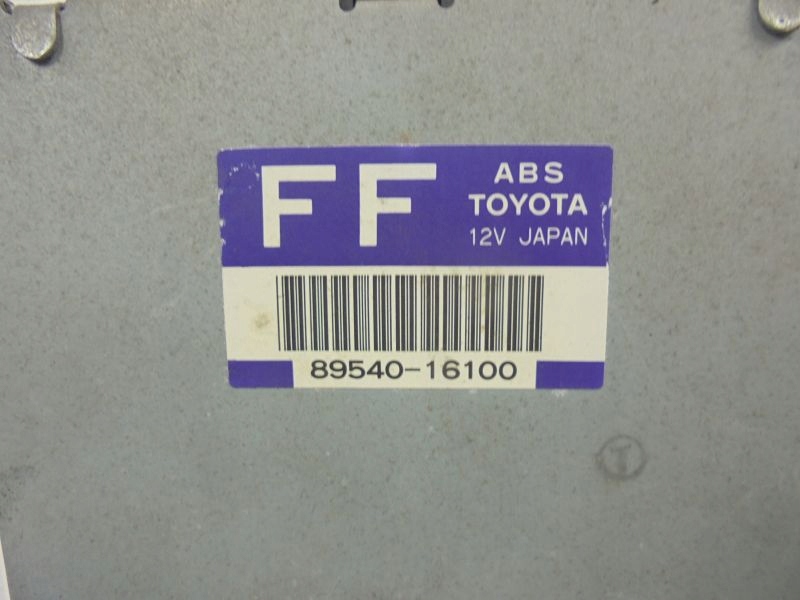 FF
ABS
TOYOTA
12V JAPAN
89540-16100
T